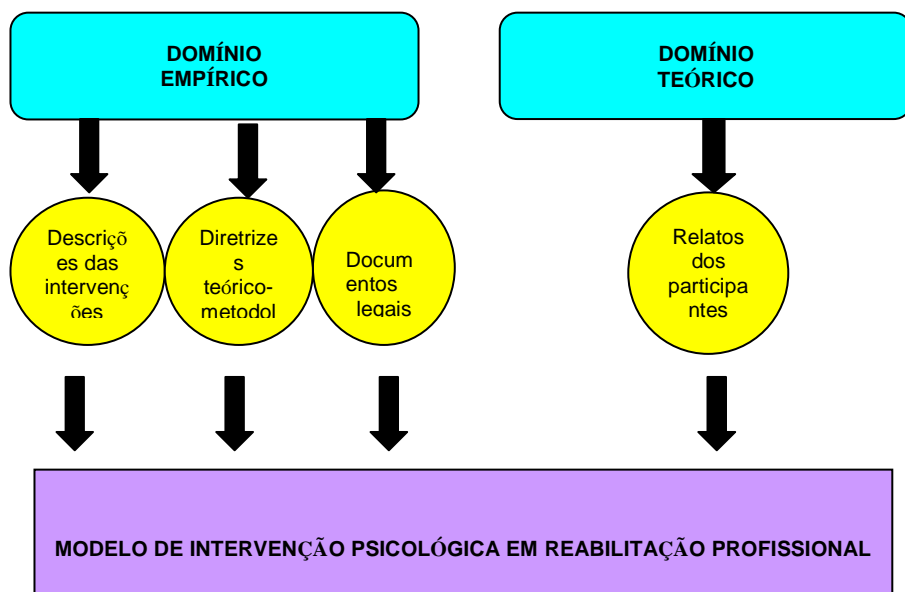 DOMÍNIO
EMPÍRICO
DOMÍNIO
TEÓRICO
Descriçõ
es das
intervenç
ões
Diretrize
s
teórico-
metodol
Docum
entos
legais
Relatos
dos
participa
ntes
MODELO DE INTERVENÇÃO PSICOLÓGICA EM REABILITAÇÃO PROFISSIONAL